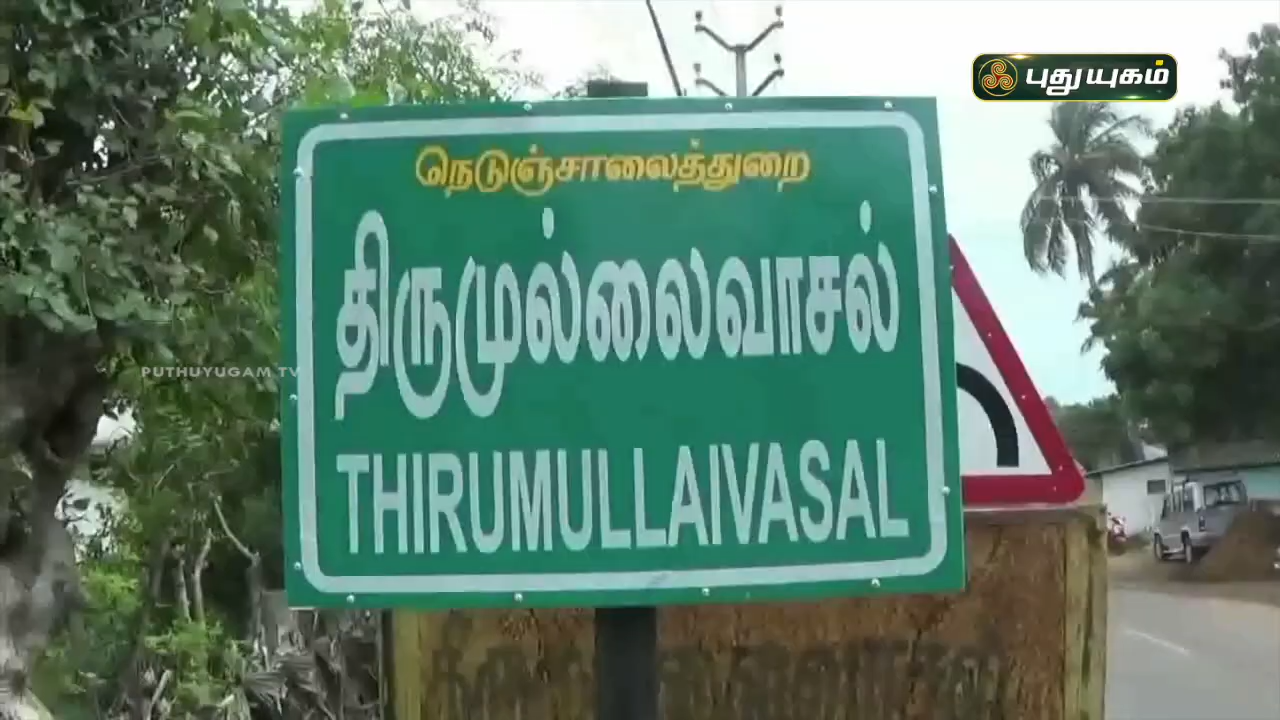 புதுயுகம்
நெடுஞ்சாலைத்துறை
திருமுல்லைவாசல்
PUTHUYUGAM TV
THIRUMULLAIVASAL